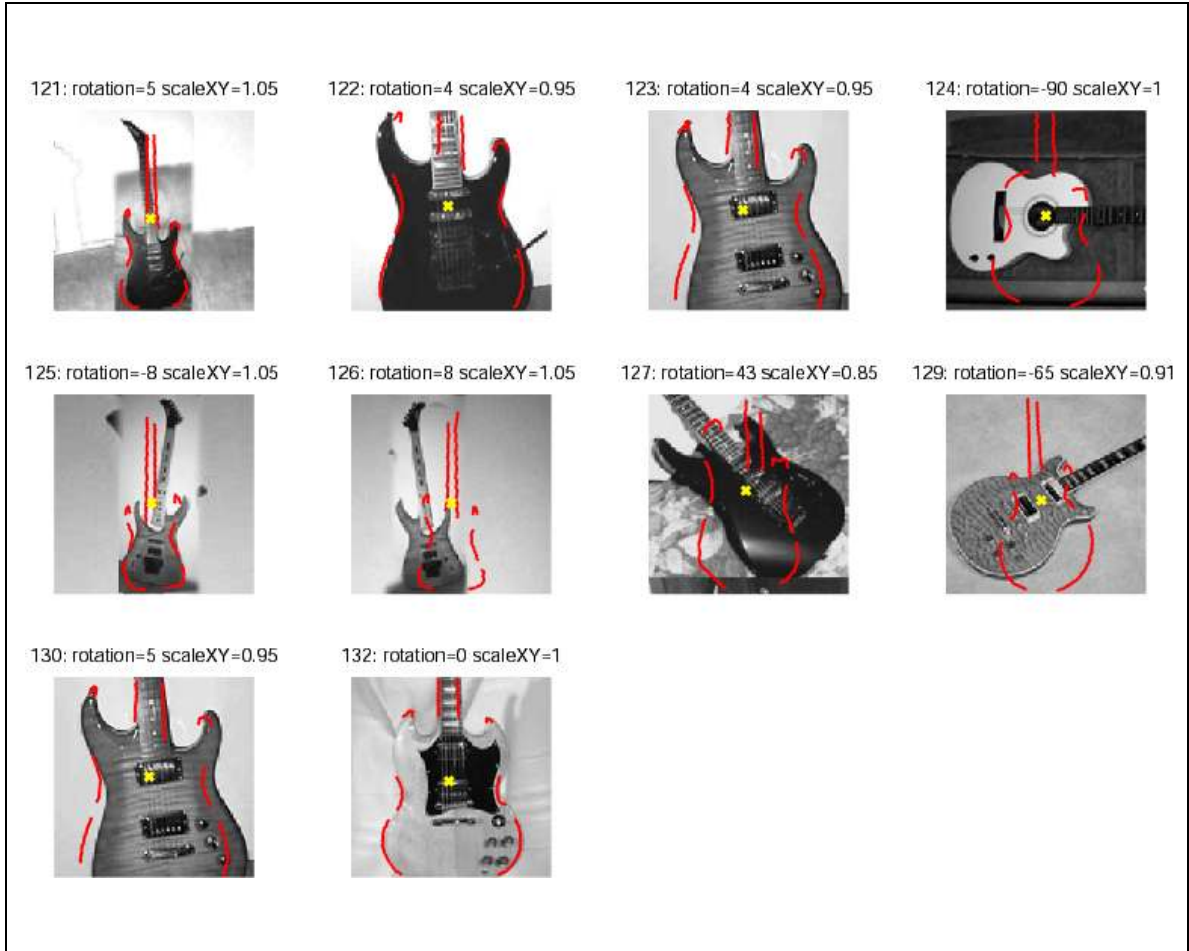 121: rotation=5 scaleXY=1.05
122: rotation=4 scaleXY=0.95
123: rotation=4 scaleXY=0.95
124: rotation=-90 scaleXY=1
125: rotation=-8 scaleXY=1.05
126: rotation=8 scaleXY=1.05
127: rotation=43 scaleXY=0.85
129: rotation=-65 scaleXY=0.91
130: rotation=5 scaleXY=0.95
132: rotation=0 scaleXY=1